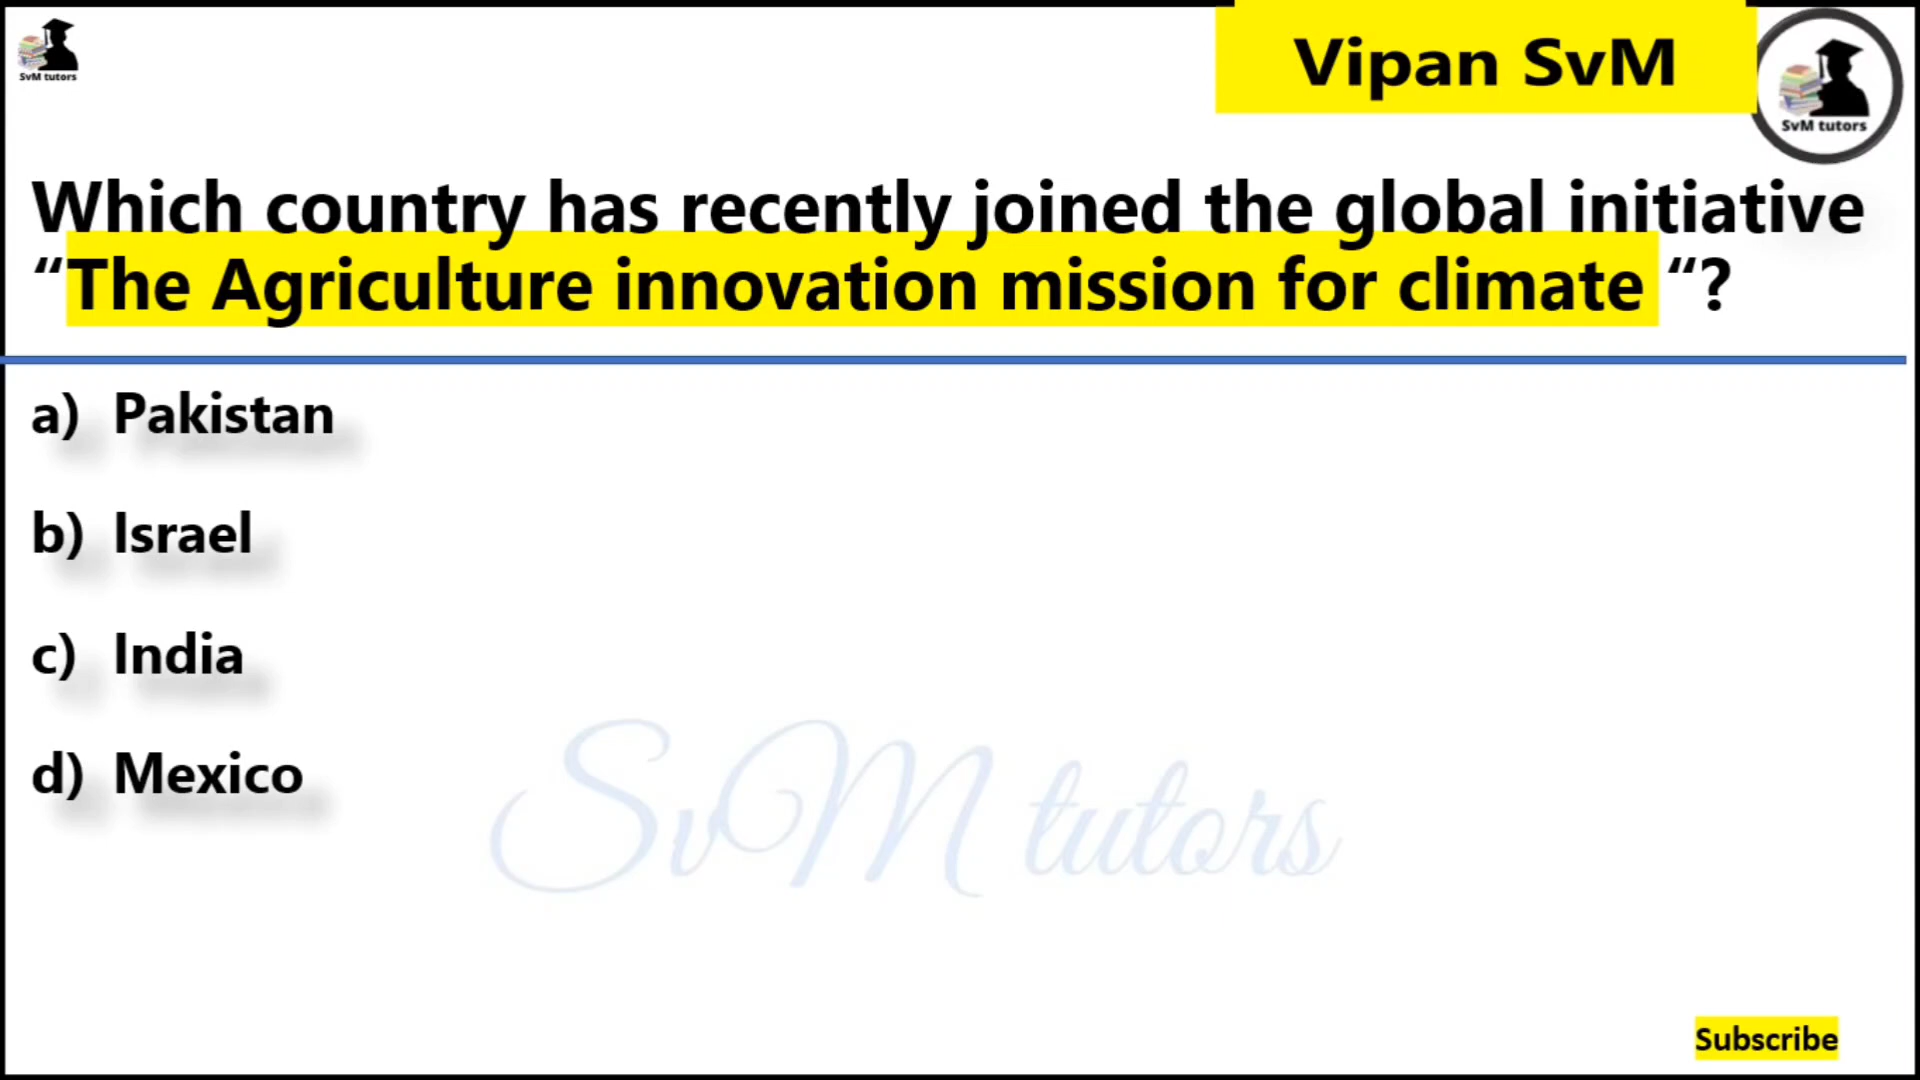 SvM tutors
Vipan SvM
SvM tutors
Which country has recently joined the global initiative
“The Agriculture innovation mission for climate “?
a) Pakistan
b) Israel
c) India
d) Mexico
SvM tutors
Subscribe